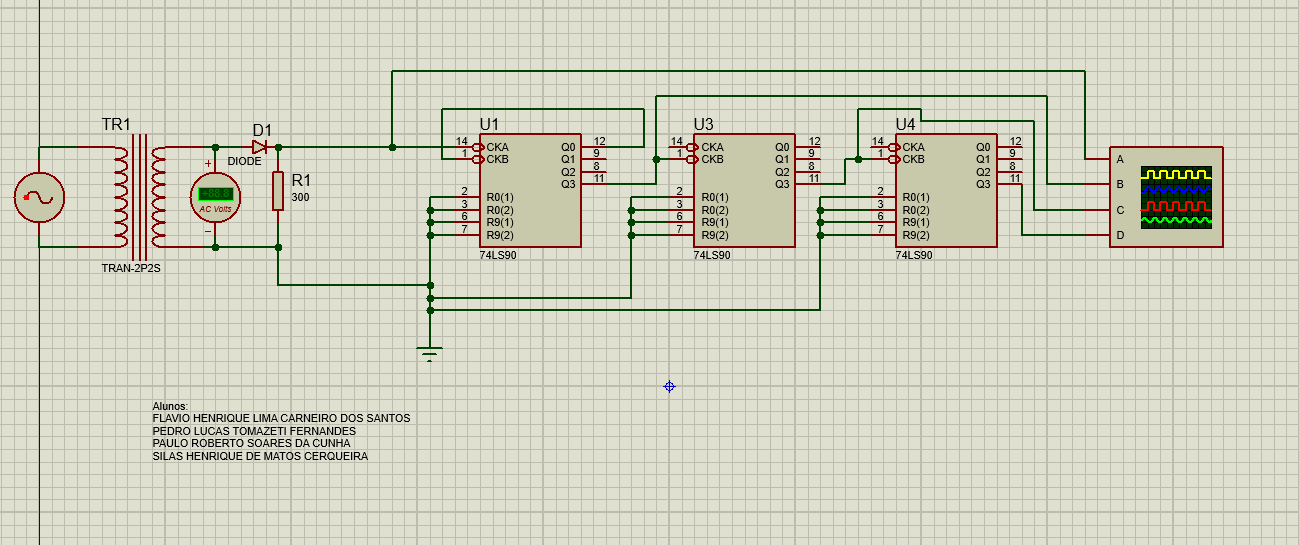 TR1
TRAN-2P2S
+88.8
AC Volts
D1
DIODE
R1
300
U1
14 CKA Q0 12
1 CKB Q1 9
Q2 8
Q3 11
2 R0(1)
3 R0(2)
6 R9(1)
7 R9(2)
74LS90
U3
14 CKA Q0 12
1 CKB Q1 9
Q2 8
Q3 11
2 R0(1)
3 R0(2)
6 R9(1)
7 R9(2)
74LS90
U4
14 CKA Q0 12
1 CKB Q1 9
Q2 8
Q3 11
2 R0(1)
3 R0(2)
6 R9(1)
7 R9(2)
74LS90
A
B
C
D
Alunos:
FLAVIO HENRIQUE LIMA CARNEIRO DOS SANTOS
PEDRO LUCAS TOMAZETI FERNANDES
PAULO ROBERTO SOARES DA CUNHA
SILAS HENRIQUE DE MATOS CERQUEIRA